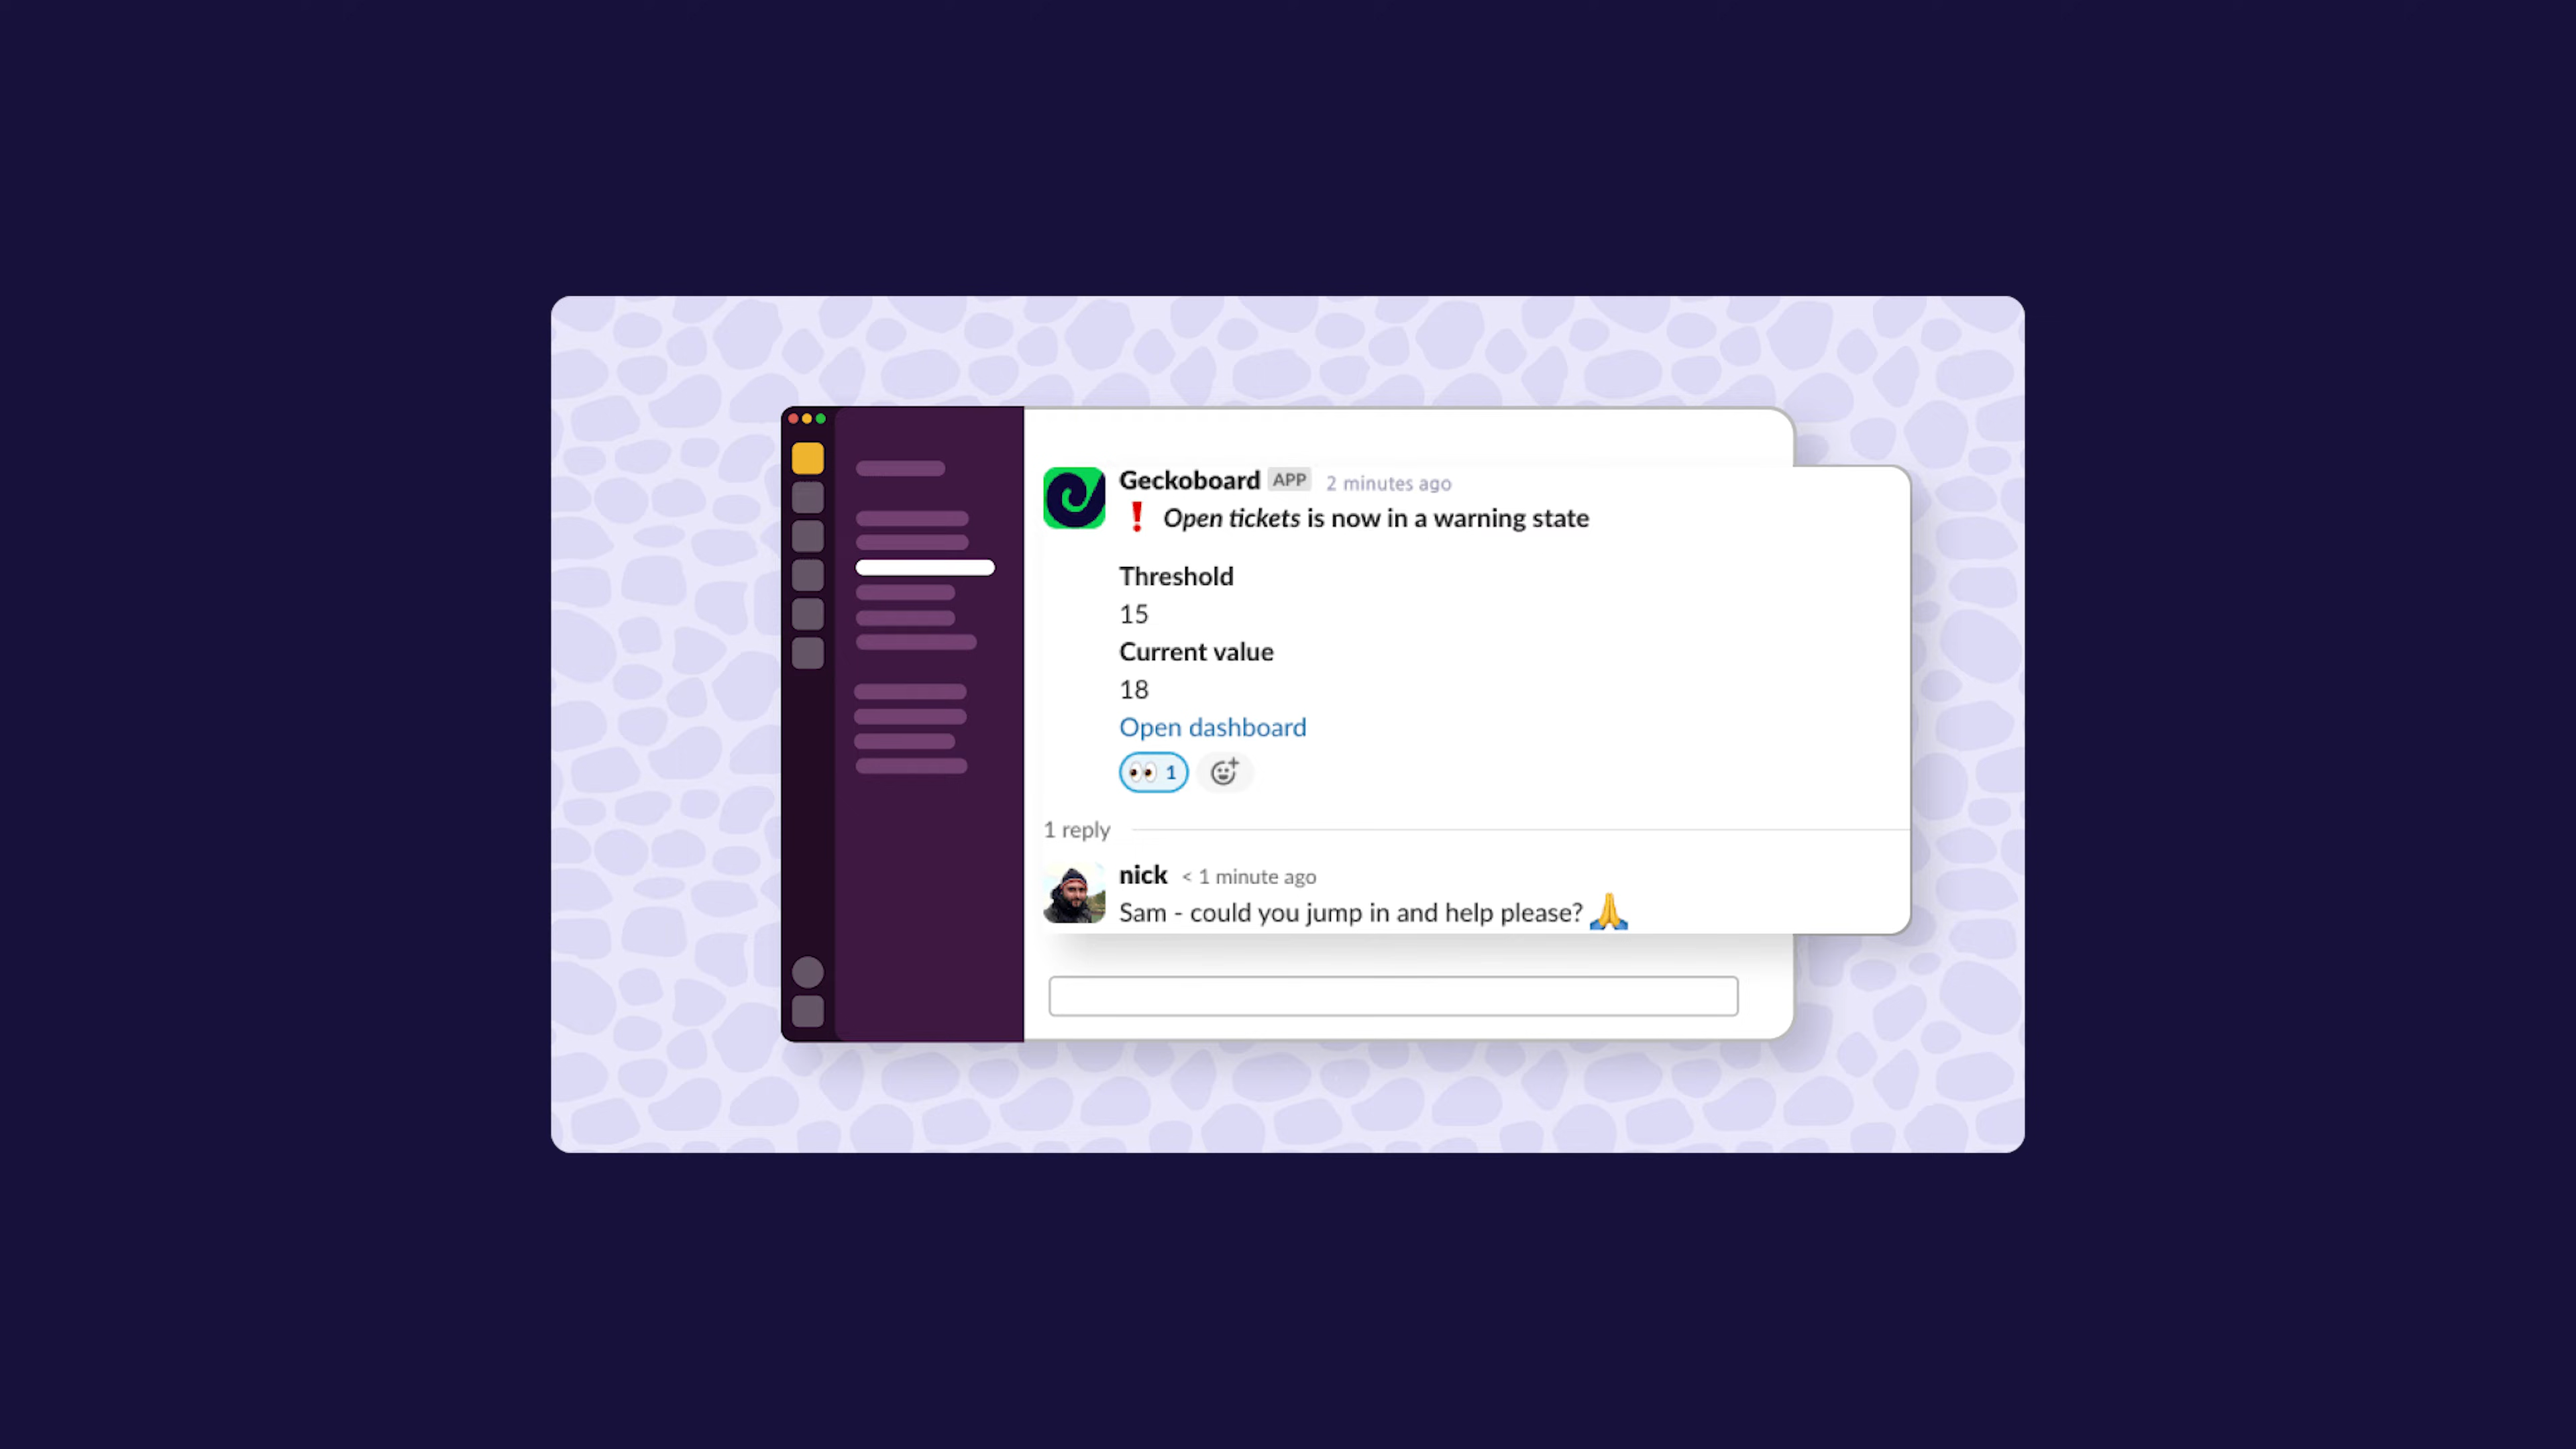 Geckoboard APP 2 minutes ago
❗ Open tickets is now in a warning state
Threshold
15
Current value
18
Open dashboard
👀 1
1 reply
nick < 1 minute ago
Sam - could you jump in and help please? 🙏